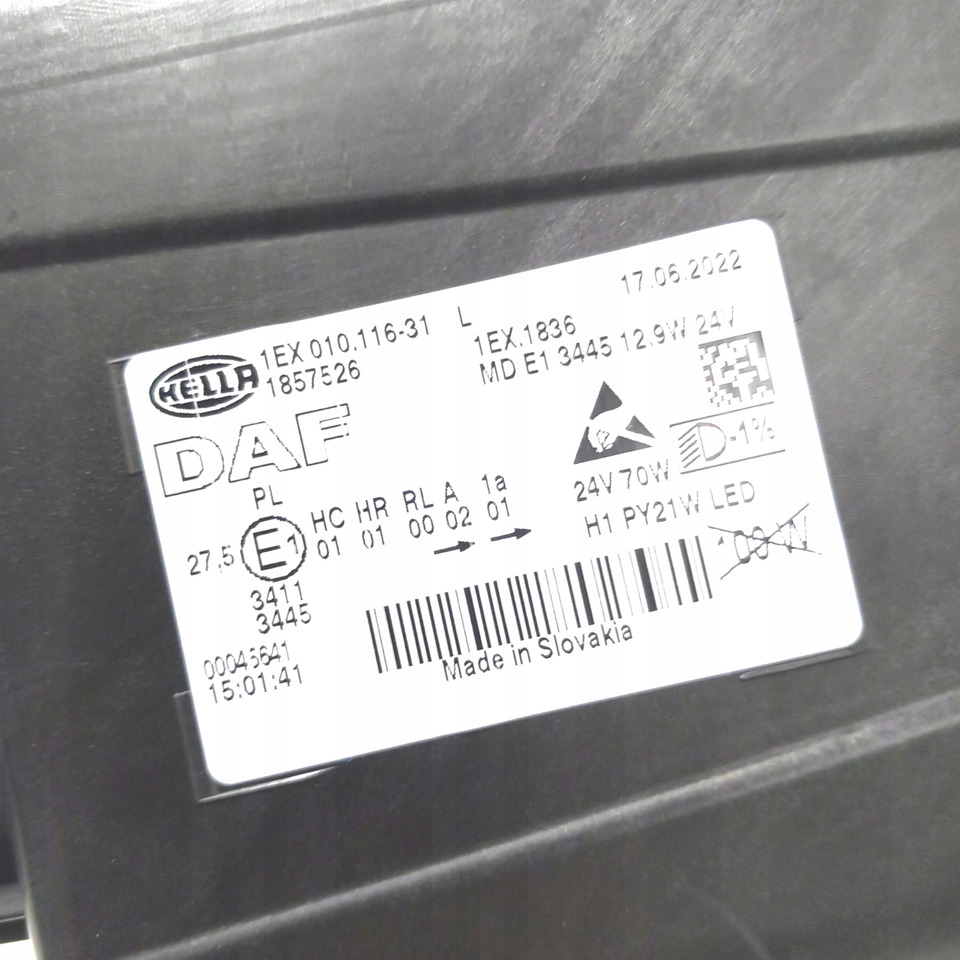 17.06.2022
HELLA
1EX 010.116-31 L
1857526
1EX.1836
MD E1 3445 12.9W 24V
DAF
D-1%
24V 70W
H1 PY21W LED
100 W
PL
HC HR RL A 1a
27,5 E1 01 01 00 02 01
3411
3445
00045641
15:01:41
Made in Slovakia